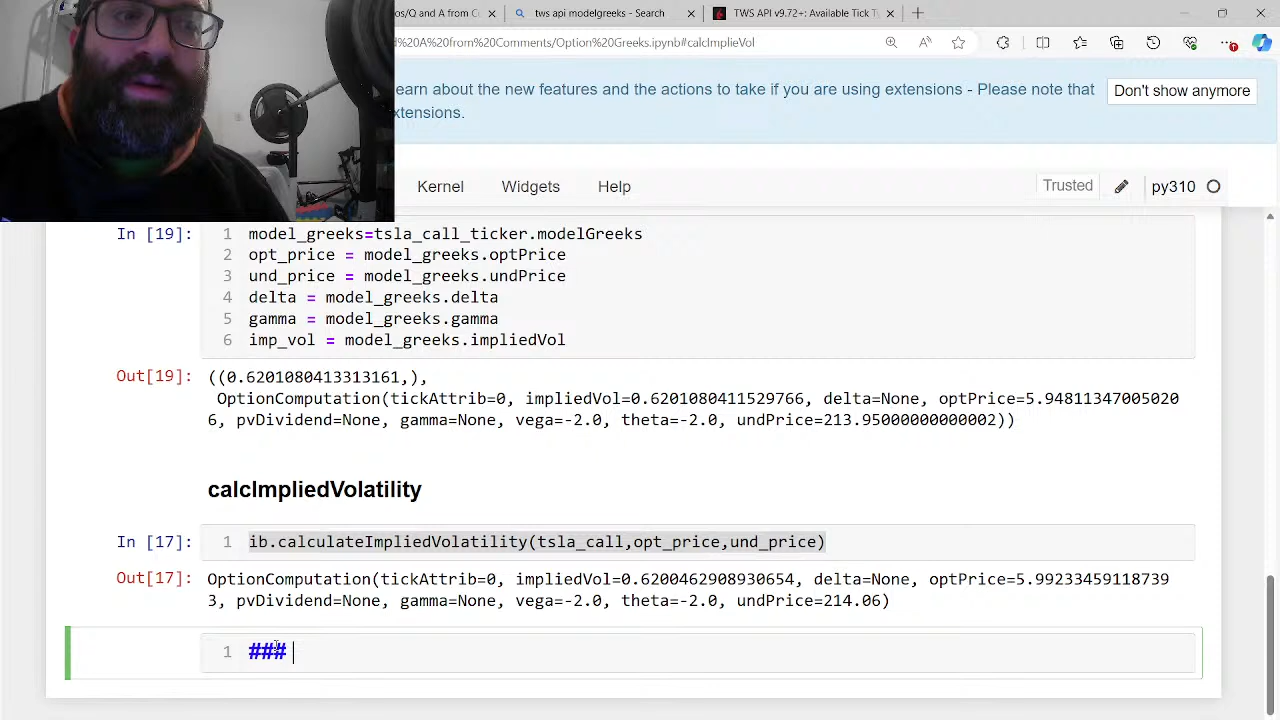 os/Q and A from C
tws api modelgreeks - Search
TWS API v9.72+: Available Tick Ty
d%20A%20from%20Comments/Option%20Greeks.ipynb#calcImplieVol
earn about the new features and the actions to take if you are using extensions - Please note that
xtensions.
Don't show anymore
Kernel
Widgets
Help
Trusted
py310
In [19]:
1 model_greeks=tsla_call_ticker.modelGreeks
2 opt_price = model_greeks.optPrice
3 und_price = model_greeks.undPrice
4 delta = model_greeks.delta
5 gamma = model_greeks.gamma
6 imp_vol = model_greeks.impliedVol
Out[19]: ((0.6201080413313161,),
OptionComputation(tickAttrib=0, impliedVol=0.6201080411529766, delta=None, optPrice=5.94811347005020
6, pvDividend=None, gamma=None, vega=-2.0, theta=-2.0, undPrice=213.95000000000002))
calcImpliedVolatility
In [17]: 1 ib.calculateImpliedVolatility(tsla_call,opt_price,und_price)
Out[17]: OptionComputation(tickAttrib=0, impliedVol=0.6200462908930654, delta=None, optPrice=5.99233459118739
3, pvDividend=None, gamma=None, vega=-2.0, theta=-2.0, undPrice=214.06)
1 ###